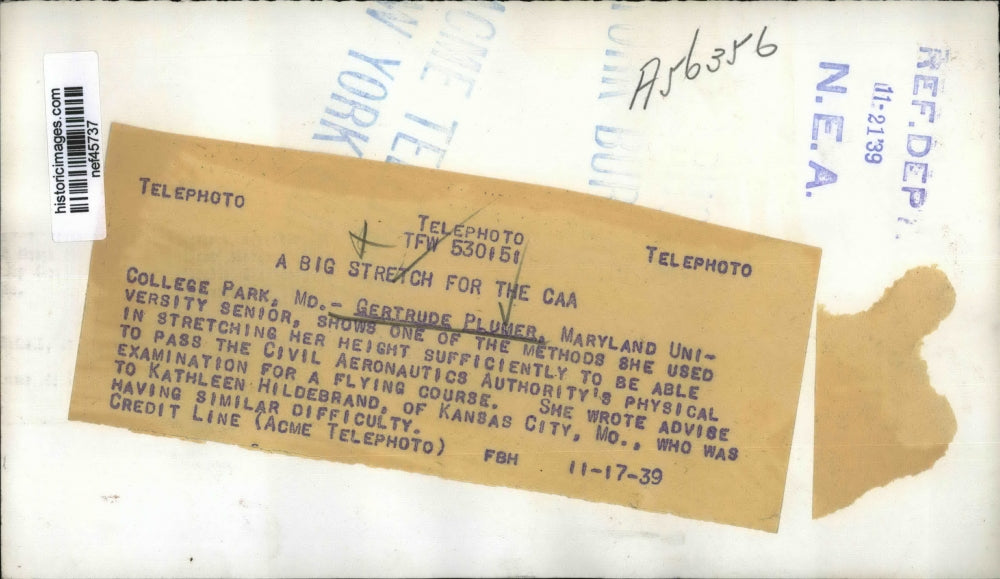 historicimages.com
nef45737
ACME TE
W YORK
A56356
REF. DEPT.
11-21'39
N.E.A.
TELEPHOTO
TELEPHOTO
TELEPHOTO
TFW 530151
A BIG STRETCH FOR THE CAA
COLLEGE PARK, MD.- GERTRUDE PLUMER, MARYLAND UNI-
VERSITY SENIOR, SHOWS ONE OF THE METHODS SHE USED
IN STRETCHING HER HEIGHT SUFFICIENTLY TO BE ABLE
TO PASS THE CIVIL AERONAUTICS AUTHORITY'S PHYSICAL
EXAMINATION FOR A FLYING COURSE. SHE WROTE ADVISE
TO KATHLEEN HILDEBRAND, OF KANSAS CITY, MO., WHO WAS
HAVING SIMILAR DIFFICULTY.
CREDIT LINE (ACME TELEPHOTO) FBH 11-17-39